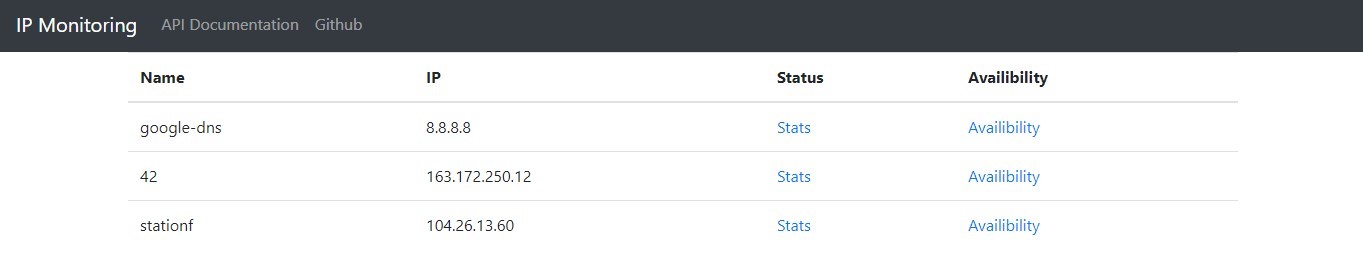 IP Monitoring API Documentation Github
Name IP Status Availibility
google-dns 8.8.8.8 Stats Availibility
42 163.172.250.12 Stats Availibility
stationf 104.26.13.60 Stats Availibility